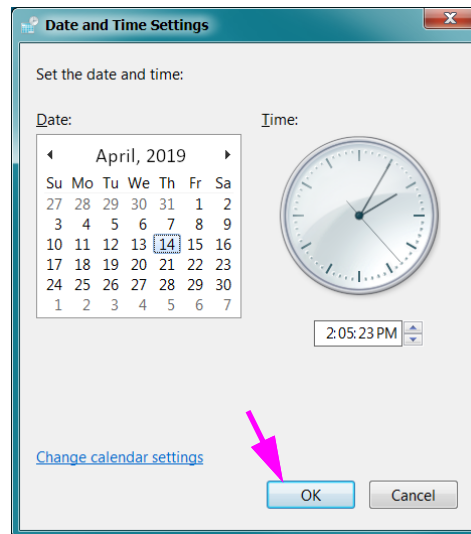 Date and Time Settings
Set the date and time:
Date:
Time:
April, 2019
Su Mo Tu We Th Fr Sa
27 28 29 30 31 1 2
3 4 5 6 7 8 9
10 11 12 13 14 15 16
17 18 19 20 21 22 23
24 25 26 27 28 29 30
1 2 3 4 5 6 7
2:05:23 PM
Change calendar settings
OK
Cancel